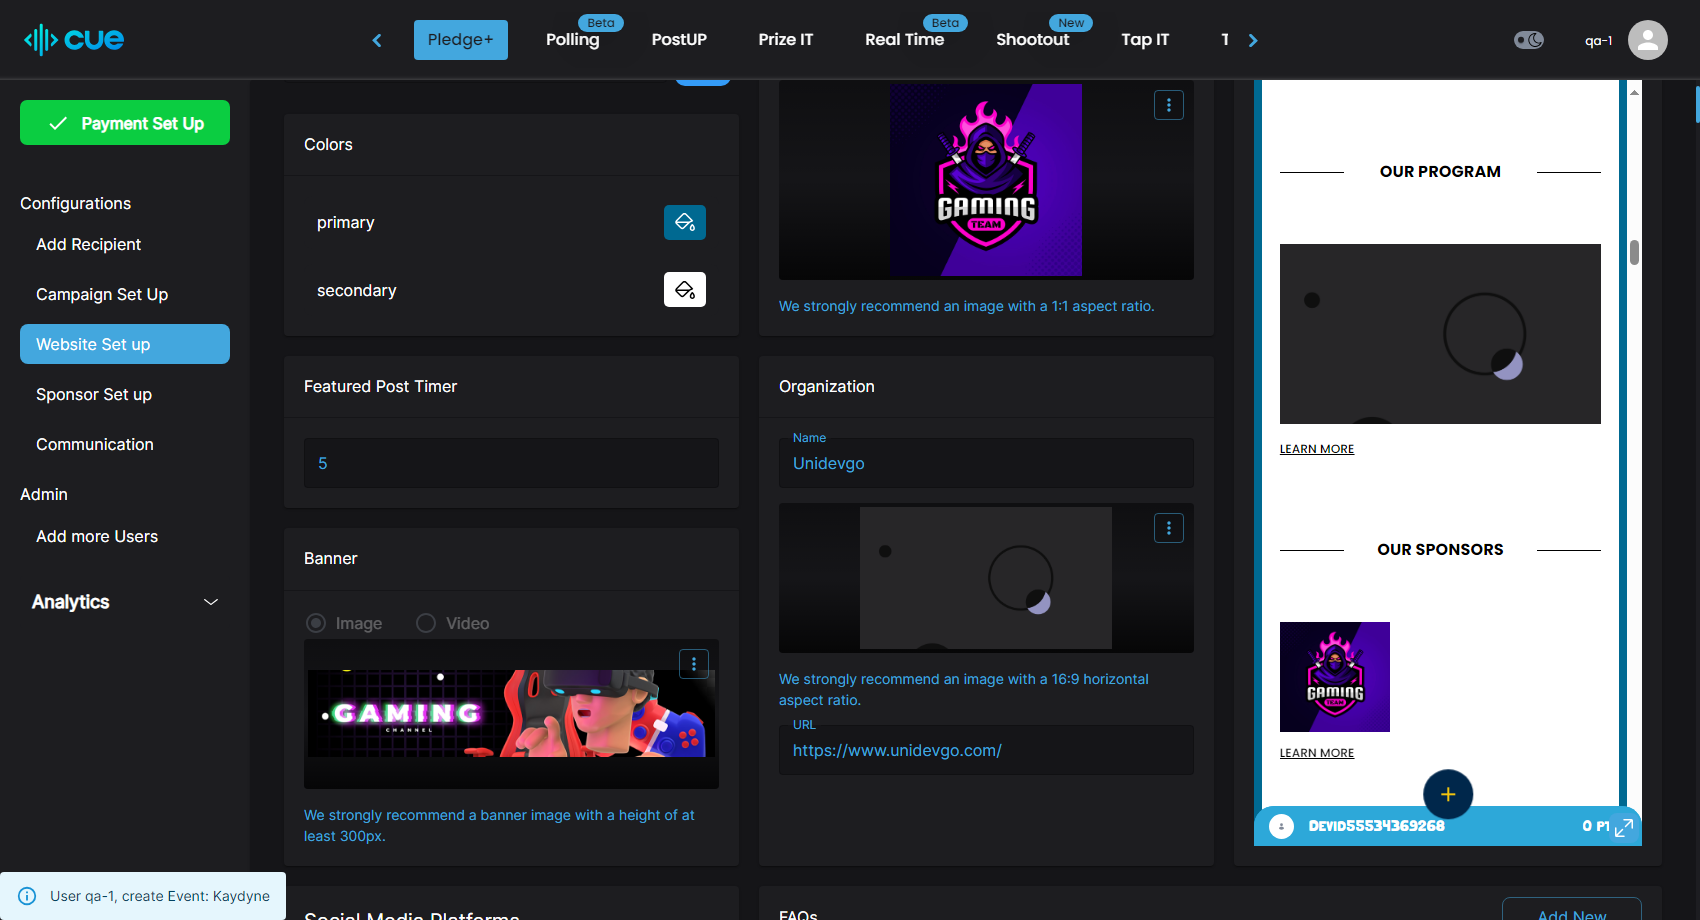 cue
Pledge+
Beta
Polling
PostUP
Prize IT
Beta
Real Time
New
Shootout
Tap IT
T
qa-1
Payment Set Up
Configurations
Add Recipient
Campaign Set Up
Website Set up
Sponsor Set up
Communication
Admin
Add more Users
Analytics
Colors
primary
secondary
Featured Post Timer
5
Banner
Image
Video
GAMING
CHANNEL
We strongly recommend a banner image with a height of at
least 300px.
Social Media Platforms
GAMING
TEAM
We strongly recommend an image with a 1:1 aspect ratio.
Organization
Name
Unidevgo
We strongly recommend an image with a 16:9 horizontal
aspect ratio.
URL
https://www.unidevgo.com/
FAQs
Add New
OUR PROGRAM
LEARN MORE
OUR SPONSORS
GAMING
TEAM
LEARN MORE
Devid55534369268
0 PT
User qa-1, create Event: Kaydyne